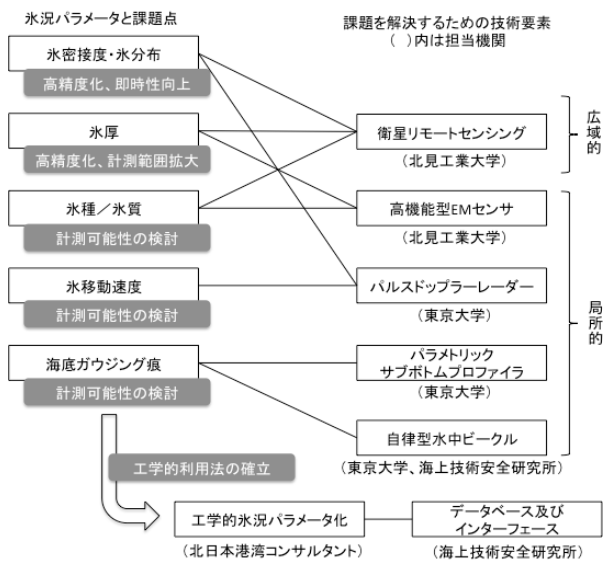 氷況パラメータと課題点
課題を解決するための技術要素
( )内は担当機関
氷密接度・氷分布
高精度化、即時性向上
氷厚
高精度化、計測範囲拡大
氷種／氷質
計測可能性の検討
氷移動速度
計測可能性の検討
海底ガウジング痕
計測可能性の検討
衛星リモートセンシング
(北見工業大学)
高機能型EMセンサ
(北見工業大学)
パルスドップラーレーダー
(東京大学)
パラメトリック
サブボトムプロファイラ
(東京大学)
自律型水中ビークル
(東京大学、海上技術安全研究所)
広域的
局所的
工学的利用法の確立
工学的氷況パラメータ化
(北日本港湾コンサルタント)
データベース及び
インターフェース
(海上技術安全研究所)